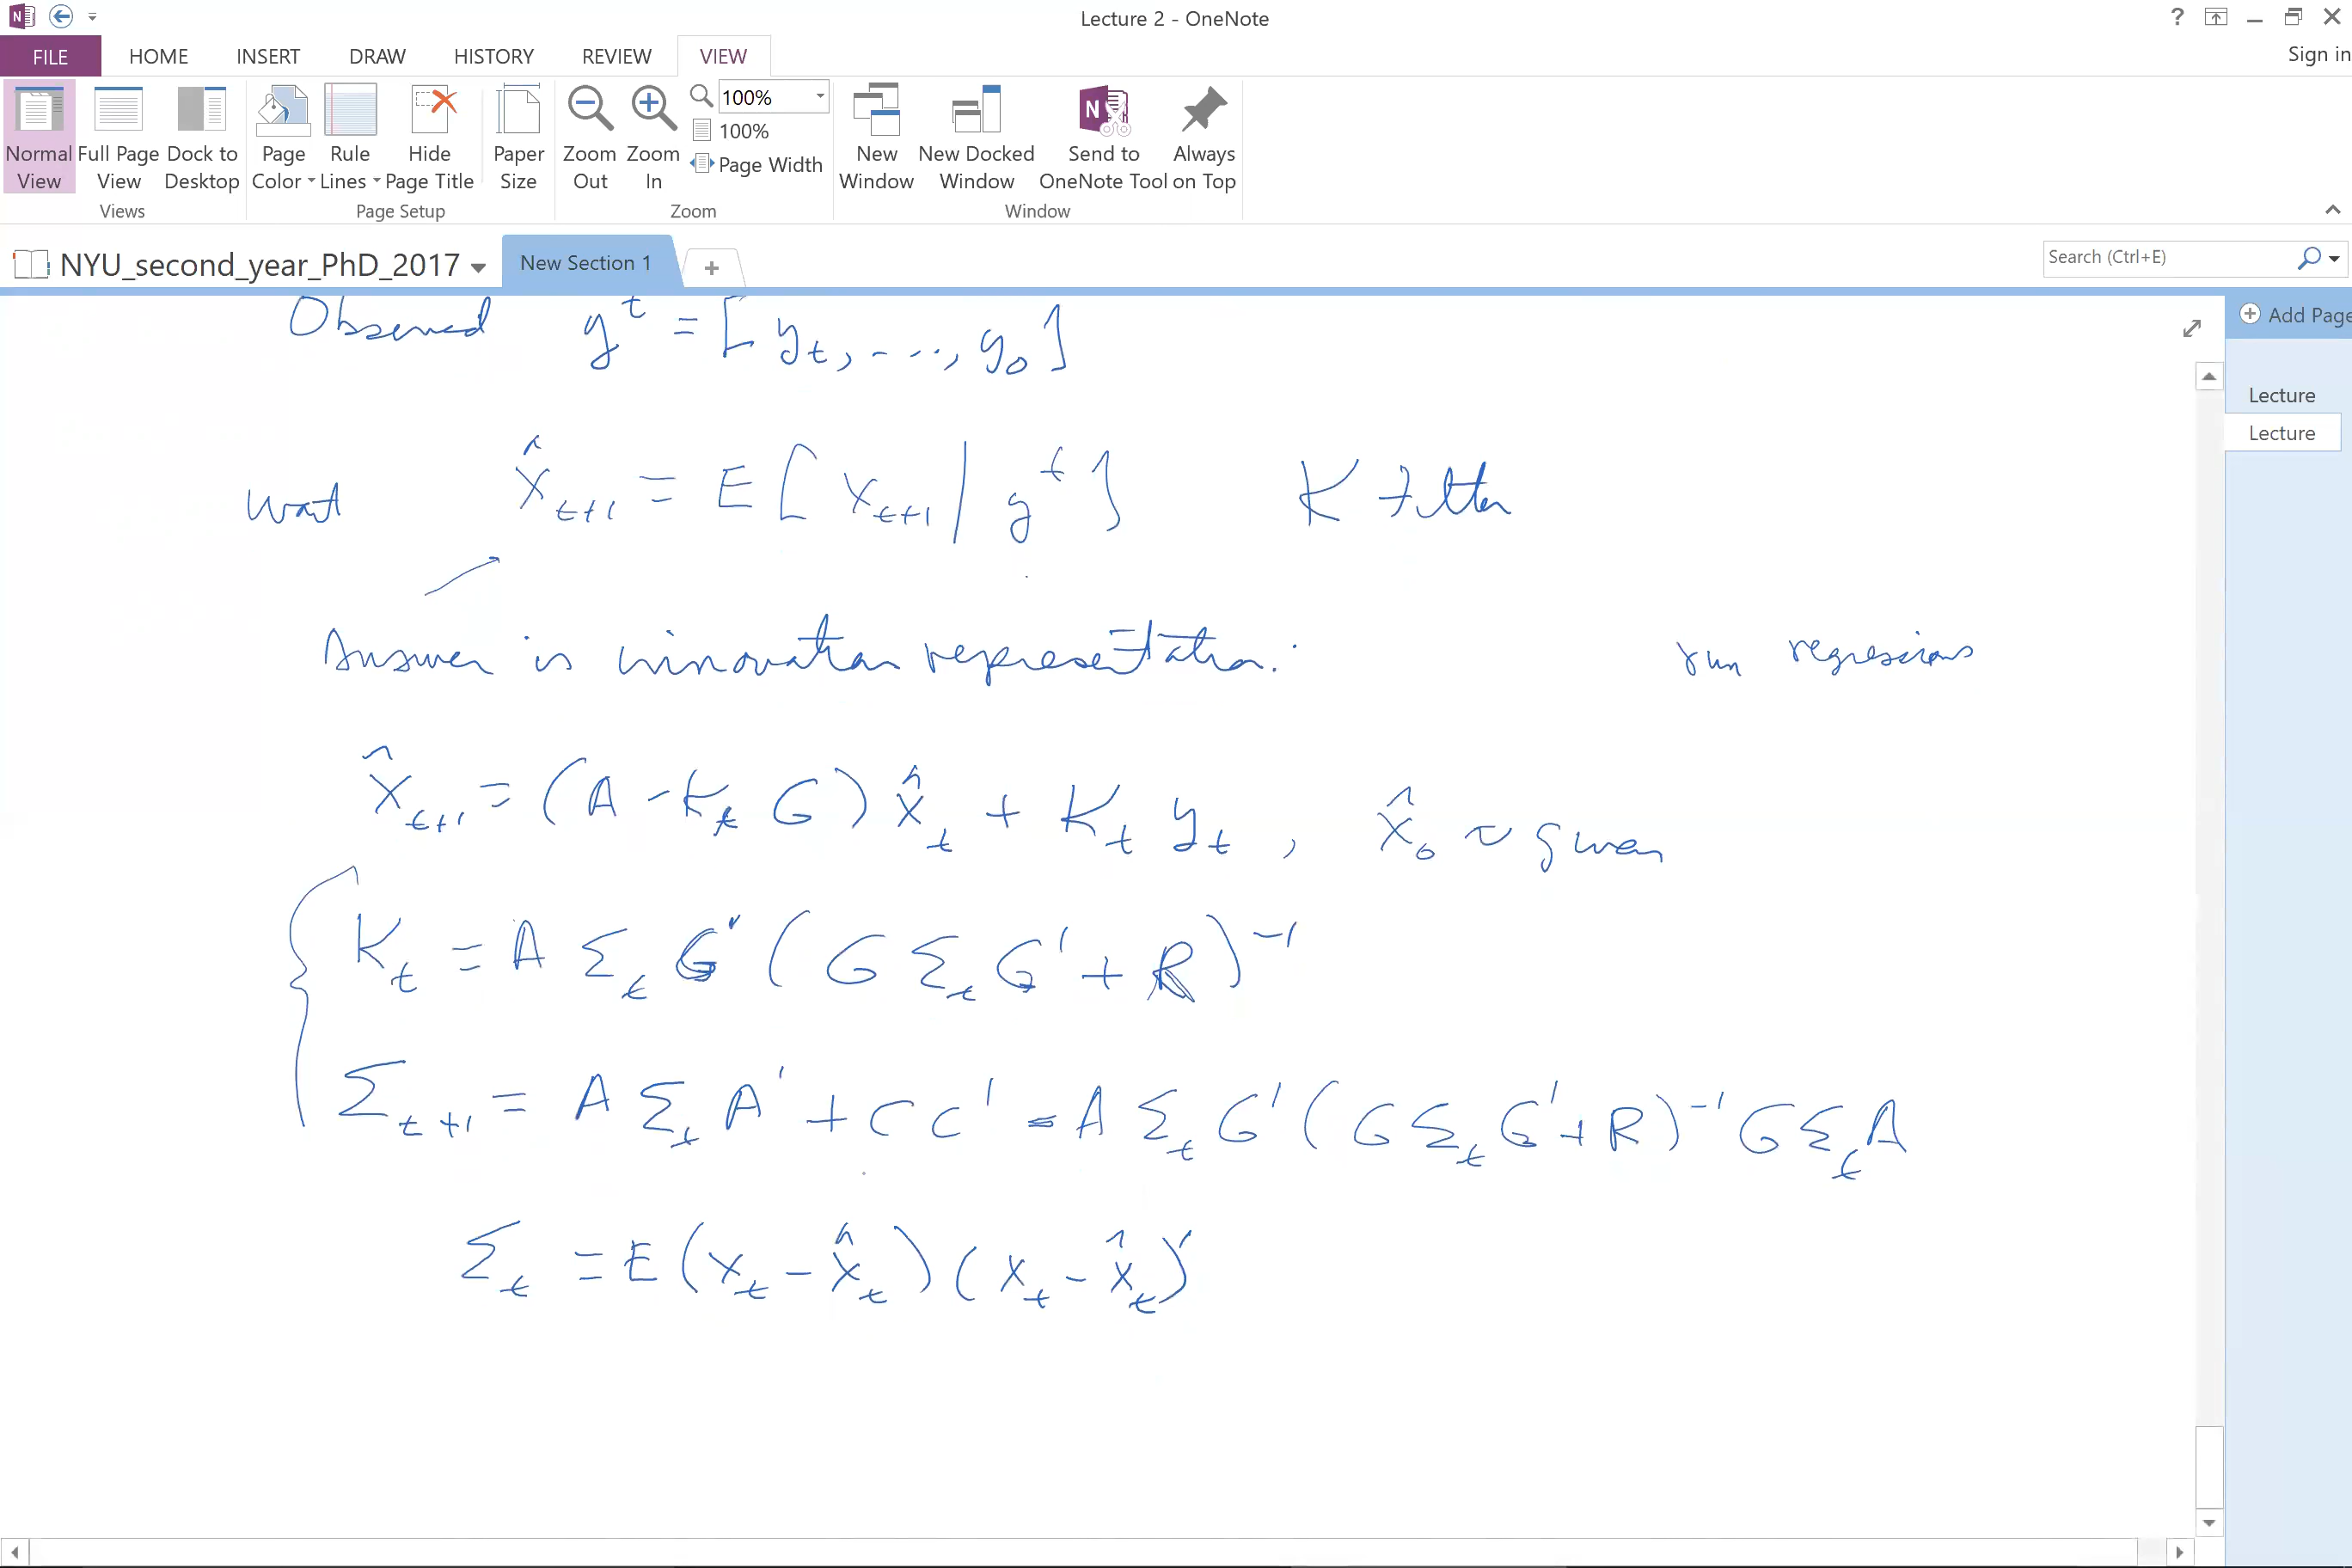 Lecture 2 - OneNote
Sign in
FILE HOME INSERT DRAW HISTORY REVIEW VIEW
100%
100%
Page Width
Normal View
Full Page View
Dock to Desktop
Page Color
Rule Lines
Hide Page Title
Paper Size
Zoom Out
Zoom In
New Window
New Docked Window
Send to OneNote Tool
Always on Top
Views Page Setup Zoom Window
NYU_second_year_PhD_2017 New Section 1
Search (Ctrl+E)
Add Page
Lecture
Lecture
Observed y^t = [y_t, ..., y_0]
want x̂_{t+1} = E[x_{t+1} | y^t] K filter
Answer is innovation representation: run regressions
x̂_{t+1} = (A - K_t G) x̂_t + K_t y_t, x̂_0 ~ given
K_t = A Σ_t G' (G Σ_t G' + R)^{-1}
Σ_{t+1} = A Σ_t A' + C C' - A Σ_t G' (G Σ_t G' + R)^{-1} G Σ_t A
Σ_t = E (x_t - x̂_t) (x_t - x̂_t)'